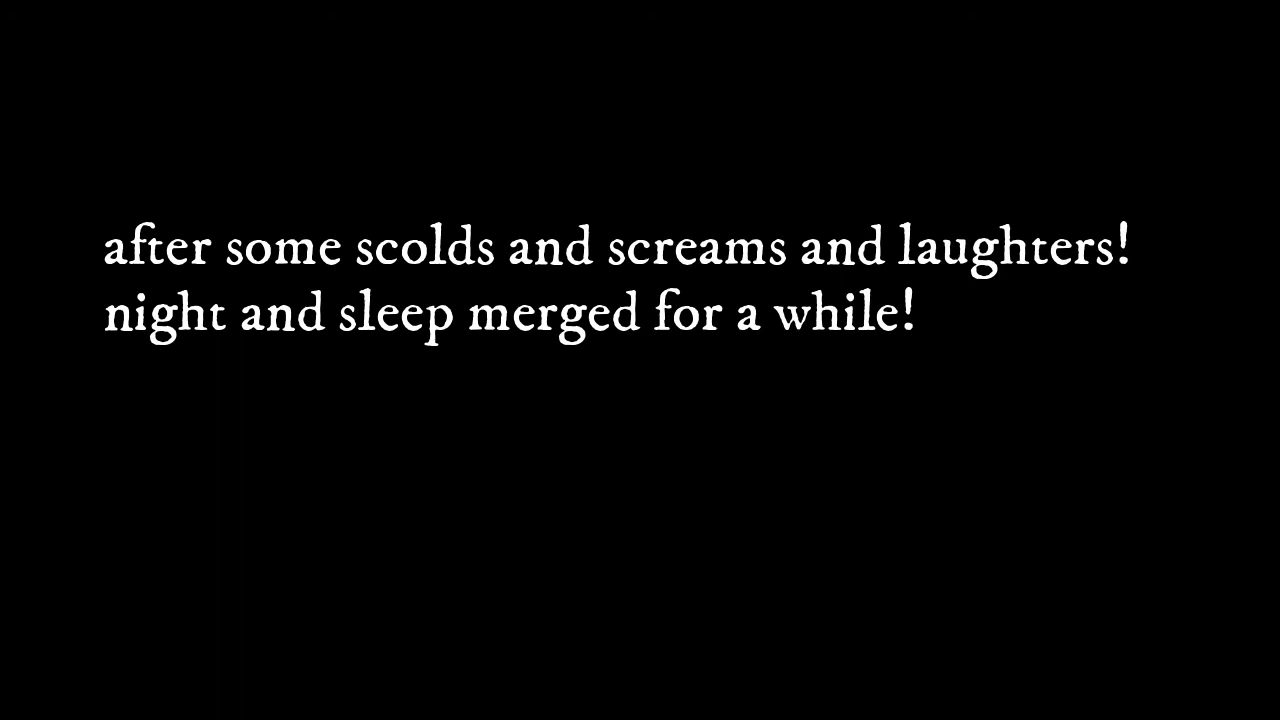 after some scolds and screams and laughters!
night and sleep merged for a while!